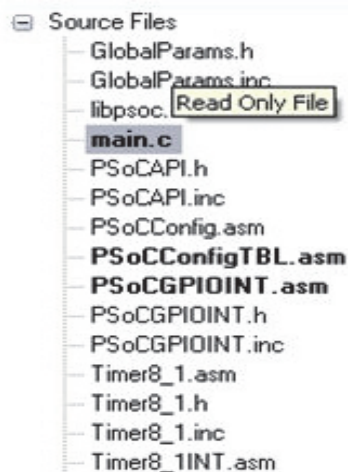 Source Files
GlobalParams.h
GlobalParams.inc
libpsoc.
Read Only File
main.c
PSoCAPI.h
PSoCAPI.inc
PSoCConfig.asm
PSoCConfigTBL.asm
PSoCGPIOINT.asm
PSoCGPIOINT.h
PSoCGPIOINT.inc
Timer8_1.asm
Timer8_1.h
Timer8_1.inc
Timer8_1INT.asm